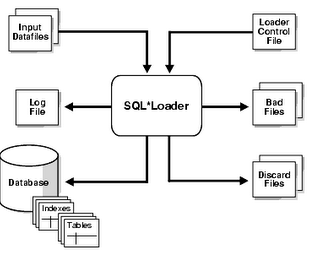 Input
Datafiles
Loader
Control
File
Log
File
SQL*Loader
Bad
Files
Database
Discard
Files
Indexes
Tables